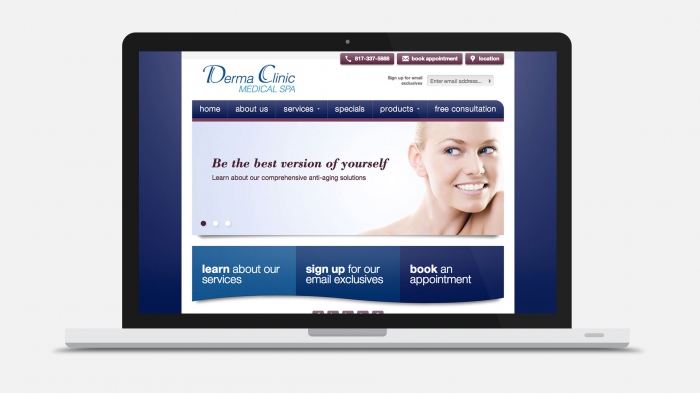 817-337-5888
book appointment
location
Derma Clinic
MEDICAL SPA
Sign up for email
exclusives
Enter email address...
home
about us
services
specials
products
free consultation
Be the best version of yourself
Learn about our comprehensive anti-aging solutions
learn about our
services
sign up for our
email exclusives
book an
appointment